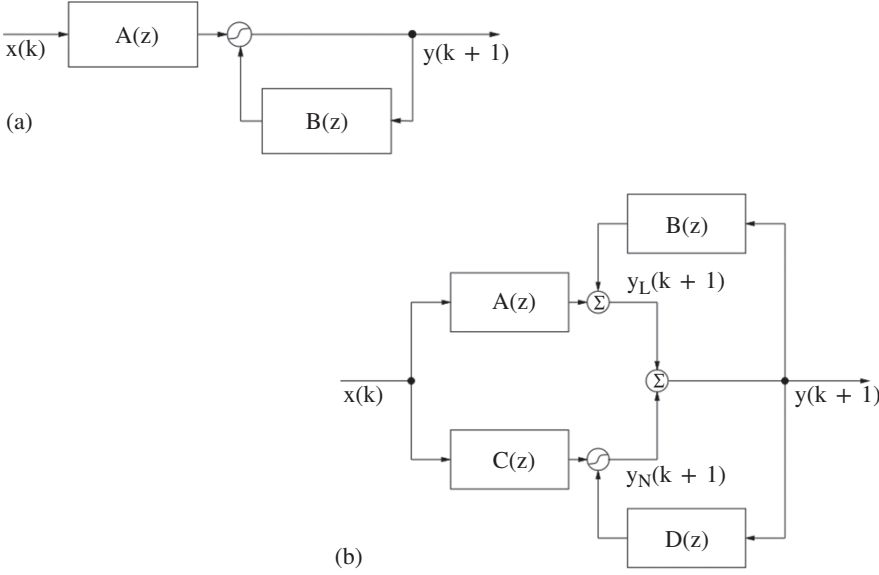 A(z)
x(k)
y(k + 1)
B(z)
(a)
B(z)
y_L(k + 1)
A(z)
Σ
Σ
x(k)
y(k + 1)
C(z)
y_N(k + 1)
D(z)
(b)